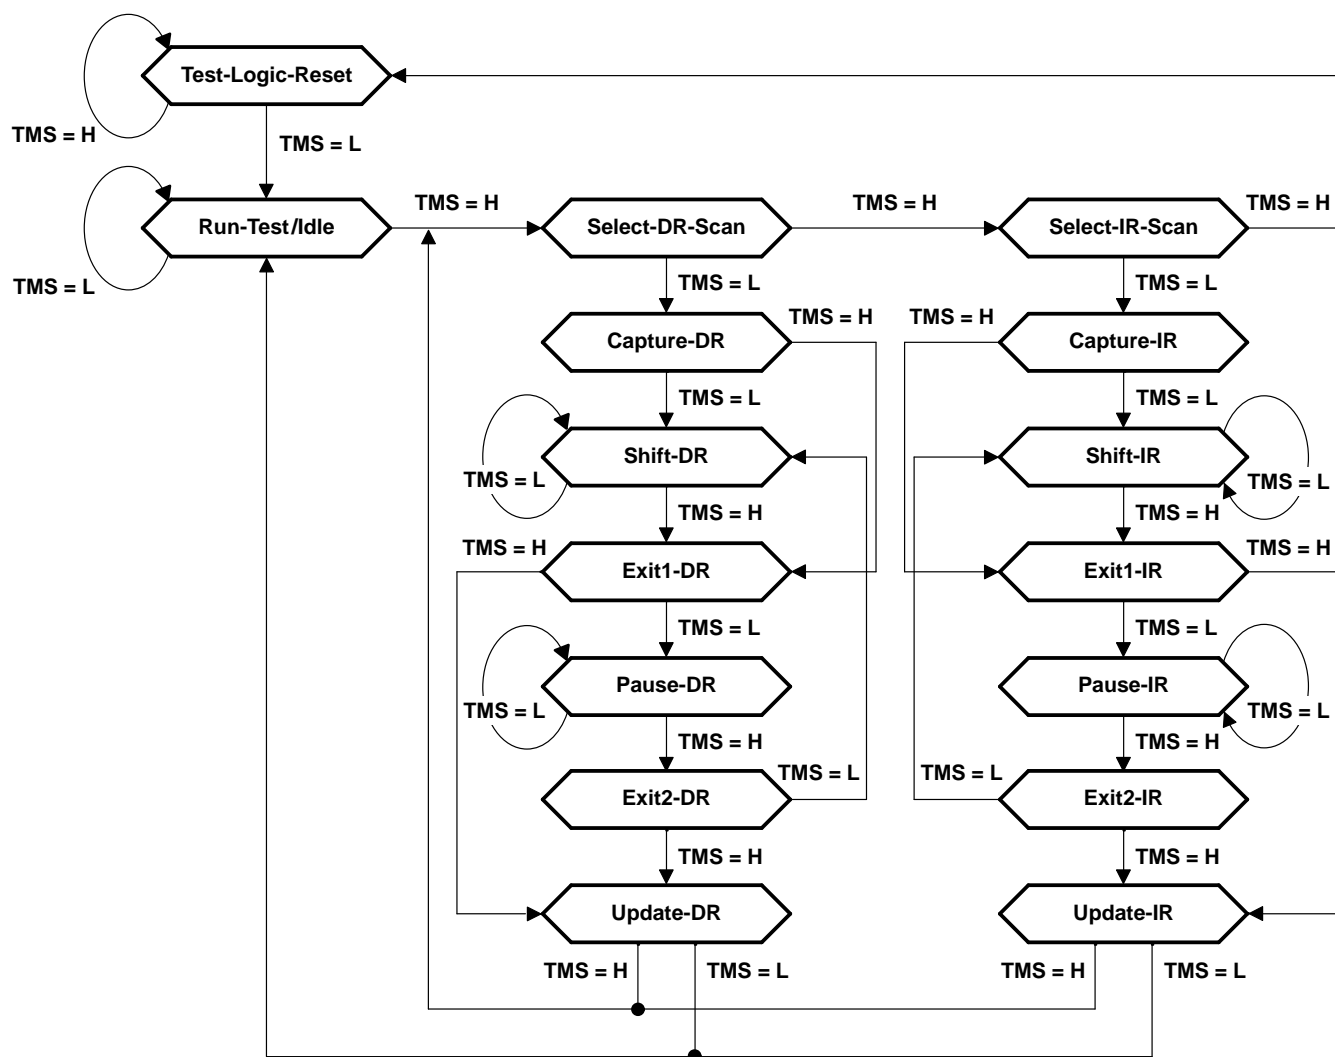 Test-Logic-Reset
TMS = H
TMS = L
TMS = H
TMS = H
TMS = H
Run-Test/Idle
Select-DR-Scan
Select-IR-Scan
TMS = L
TMS = L
TMS = L
TMS = H
TMS = H
Capture-DR
Capture-IR
TMS = L
TMS = L
Shift-DR
Shift-IR
TMS = L
TMS = L
TMS = H
TMS = H
TMS = H
TMS = H
Exit1-DR
Exit1-IR
TMS = L
TMS = L
Pause-DR
Pause-IR
TMS = L
TMS = L
TMS = H
TMS = H
TMS = L
TMS = L
Exit2-DR
Exit2-IR
TMS = H
TMS = H
Update-DR
Update-IR
TMS = H
TMS = L
TMS = H
TMS = L